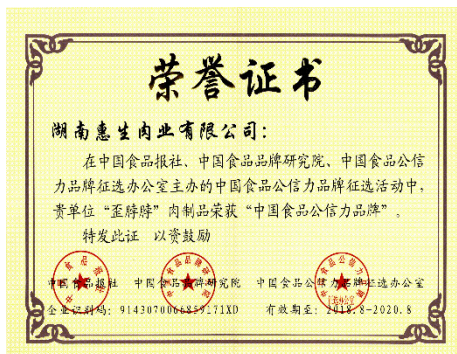 荣誉证书
湖南惠生肉业有限公司：
在中国食品报社、中国食品品牌研究院、中国食品公信
力品牌征选办公室主办的中国食品公信力品牌征选活动中，
贵单位“歪脖脖”肉制品荣获“中国食品公信力品牌”。
特发此证 以资鼓励
中国食品报社 中国食品品牌研究院 中国食品公信力品牌征选办公室
企业识别码：
有效期至：2018.8-2020.8